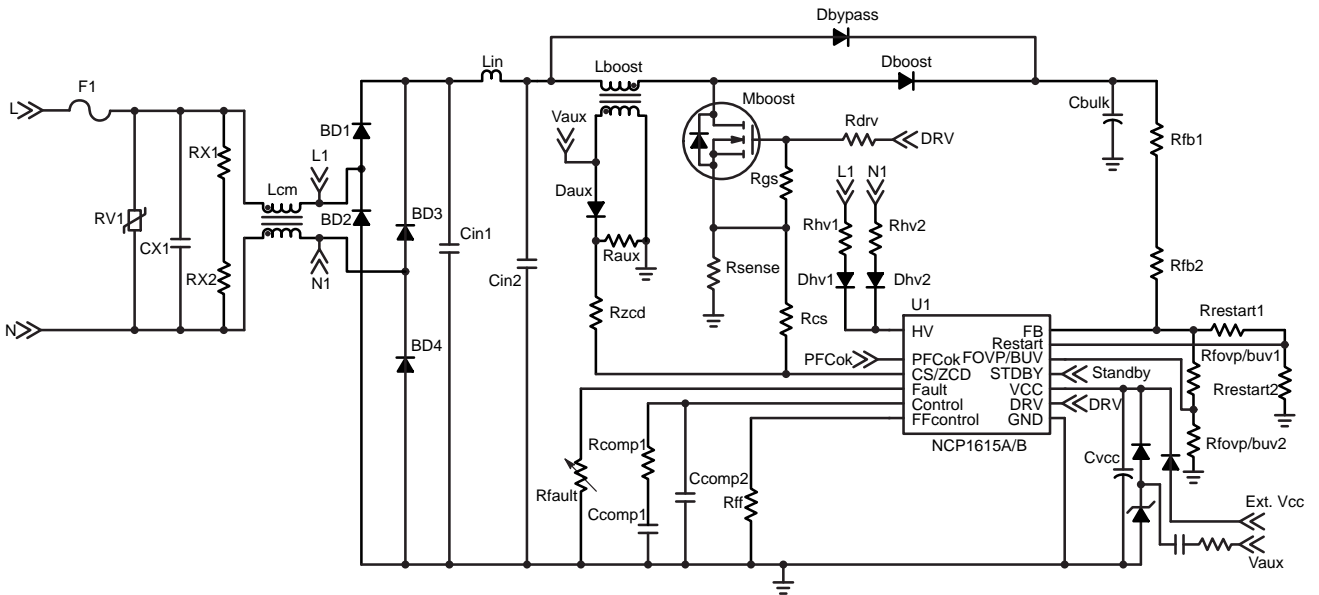 Dbypass
Lin
Lboost
Dboost
F1
L
Mboost
Cbulk
Vaux
Rdrv
DRV
BD1
Rfb1
RX1
L1
Rgs
L1
N1
Daux
Lcm
RV1
BD2
BD3
Rhv1
Rhv2
CX1
Cin1
Raux
Rsense
Rfb2
RX2
N1
Cin2
Dhv1
Dhv2
U1
Rzcd
Rcs
Rrestart1
N
HV
FB
BD4
Restart
PFCok
PFCok
FOVP/BUV
Rfovp/buv1
CS/ZCD
STDBY
Standby
Fault
VCC
Rrestart2
Control
DRV
DRV
FFcontrol
GND
NCP1615A/B
Rcomp1
Rfovp/buv2
Cvcc
Ccomp2
Rfault
Rff
Ccomp1
Ext. Vcc
Vaux